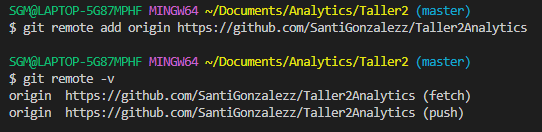 SGM@LAPTOP-5G87MPHF MINGW64 ~/Documents/Analytics/Taller2 (master)
$ git remote add origin https://github.com/SantiGonzalezz/Taller2Analytics
SGM@LAPTOP-5G87MPHF MINGW64 ~/Documents/Analytics/Taller2 (master)
$ git remote -v
origin  https://github.com/SantiGonzalezz/Taller2Analytics (fetch)
origin  https://github.com/SantiGonzalezz/Taller2Analytics (push)